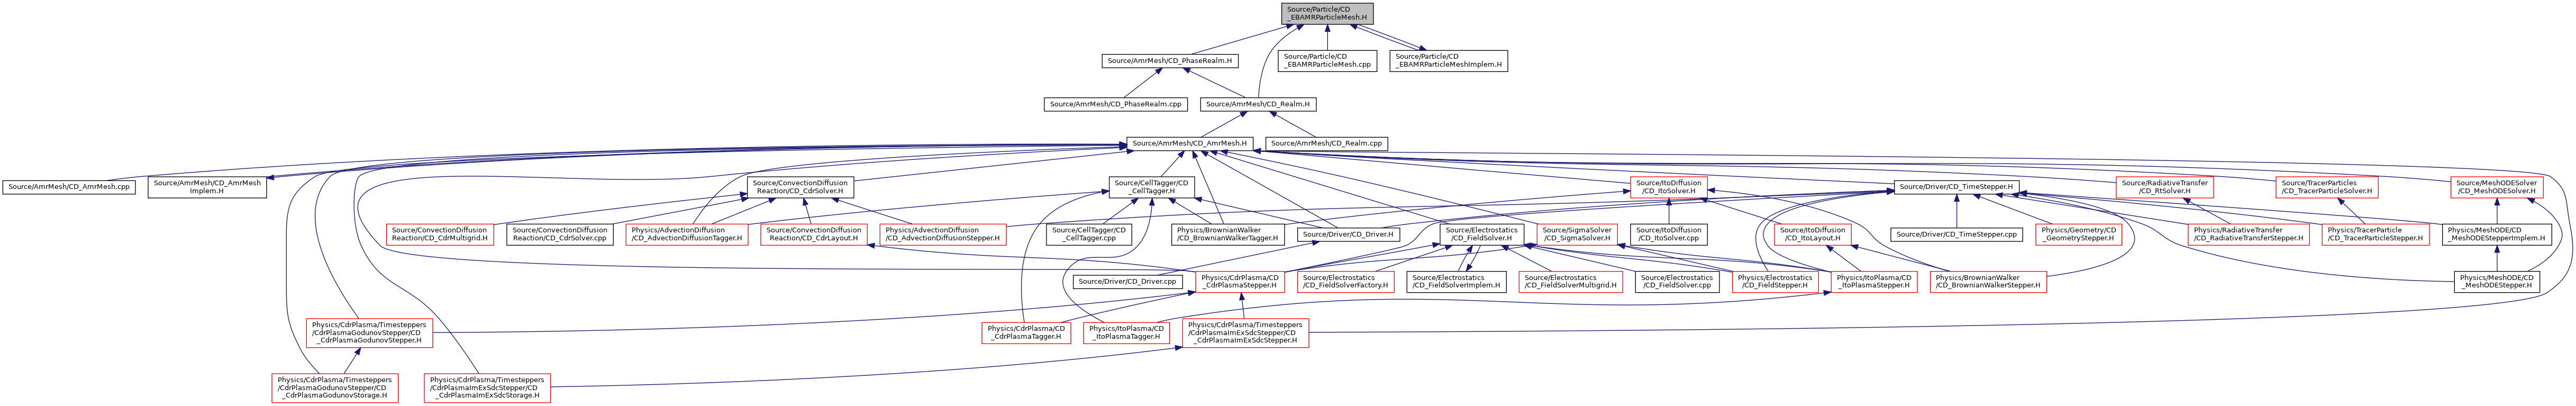 Source/Particle/CD
_EBAMRParticleMesh.H
Source/AmrMesh/CD_PhaseRealm.H
Source/Particle/CD
_EBAMRParticleMesh.cpp
Source/Particle/CD
_EBAMRParticleMeshImplem.H
Source/AmrMesh/CD_PhaseRealm.cpp
Source/AmrMesh/CD_Realm.H
Source/AmrMesh/CD_AmrMesh.H
Source/AmrMesh/CD_Realm.cpp
Source/AmrMesh/CD_AmrMesh.cpp
Source/AmrMesh/CD_AmrMesh
Implem.H
Source/ConvectionDiffusion
Reaction/CD_CdrSolver.H
Source/CellTagger/CD
_CellTagger.H
Source/ItoDiffusion
/CD_ItoSolver.H
Source/Driver/CD_TimeStepper.H
Source/RadiativeTransfer
/CD_RtSolver.H
Source/TracerParticles
/CD_TracerParticleSolver.H
Source/MeshODESolver
/CD_MeshODESolver.H
Source/ConvectionDiffusion
Reaction/CD_CdrMultigrid.H
Source/ConvectionDiffusion
Reaction/CD_CdrSolver.cpp
Physics/AdvectionDiffusion
/CD_AdvectionDiffusionTagger.H
Source/ConvectionDiffusion
Reaction/CD_CdrLayout.H
Physics/AdvectionDiffusion
/CD_AdvectionDiffusionStepper.H
Source/CellTagger/CD
_CellTagger.cpp
Physics/BrownianWalker
/CD_BrownianWalkerTagger.H
Source/Driver/CD_Driver.H
Source/Electrostatics
/CD_FieldSolver.H
Source/SigmaSolver
/CD_SigmaSolver.H
Source/ItoDiffusion
/CD_ItoSolver.cpp
Source/ItoDiffusion
/CD_ItoLayout.H
Source/Driver/CD_TimeStepper.cpp
Physics/Geometry/CD
_GeometryStepper.H
Physics/RadiativeTransfer
/CD_RadiativeTransferStepper.H
Physics/TracerParticle
/CD_TracerParticleStepper.H
Physics/MeshODE/CD
_MeshODEStepperImplem.H
Source/Driver/CD_Driver.cpp
Physics/CdrPlasma/CD
_CdrPlasmaStepper.H
Source/Electrostatics
/CD_FieldSolverFactory.H
Source/Electrostatics
/CD_FieldSolverImplem.H
Source/Electrostatics
/CD_FieldSolverMultigrid.H
Source/Electrostatics
/CD_FieldSolver.cpp
Physics/Electrostatics
/CD_FieldStepper.H
Physics/ItoPlasma/CD
_ItoPlasmaStepper.H
Physics/BrownianWalker
/CD_BrownianWalkerStepper.H
Physics/MeshODE/CD
_MeshODEStepper.H
Physics/CdrPlasma/Timesteppers
/CdrPlasmaGodunovStepper/CD
_CdrPlasmaGodunovStepper.H
Physics/CdrPlasma/CD
_CdrPlasmaTagger.H
Physics/ItoPlasma/CD
_ItoPlasmaTagger.H
Physics/CdrPlasma/Timesteppers
/CdrPlasmaImExSdcStepper/CD
_CdrPlasmaImExSdcStepper.H
Physics/CdrPlasma/Timesteppers
/CdrPlasmaGodunovStepper/CD
_CdrPlasmaGodunovStorage.H
Physics/CdrPlasma/Timesteppers
/CdrPlasmaImExSdcStepper/CD
_CdrPlasmaImExSdcStorage.H